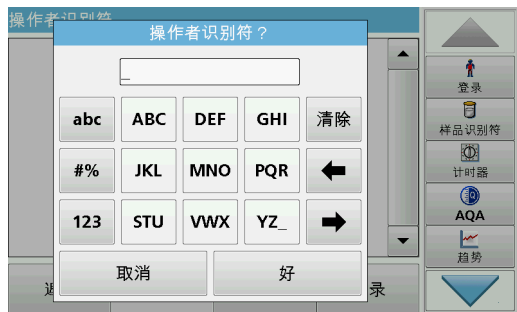 操作者识别符
操作者识别符？
_
abc ABC DEF GHI 清除
#% JKL MNO PQR
123 STU VWX YZ_
取消 好
录
登录
样品识别符
计时器
AQA
趋势